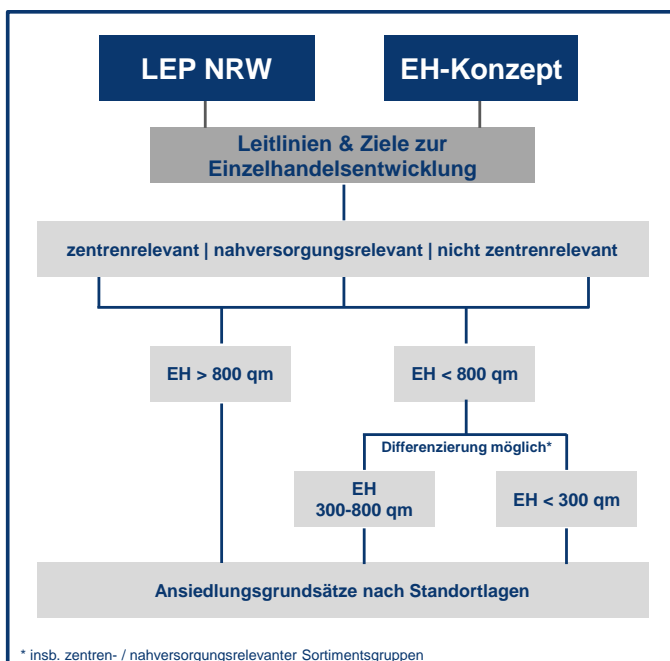 LEP NRW
EH-Konzept
Leitlinien & Ziele zur
Einzelhandelsentwicklung
zentrenrelevant | nahversorgungsrelevant | nicht zentrenrelevant
EH > 800 qm
EH < 800 qm
Differenzierung möglich*
EH
300-800 qm
EH < 300 qm
Ansiedlungsgrundsätze nach Standortlagen
* insb. zentren- / nahversorgungsrelevanter Sortimentsgruppen